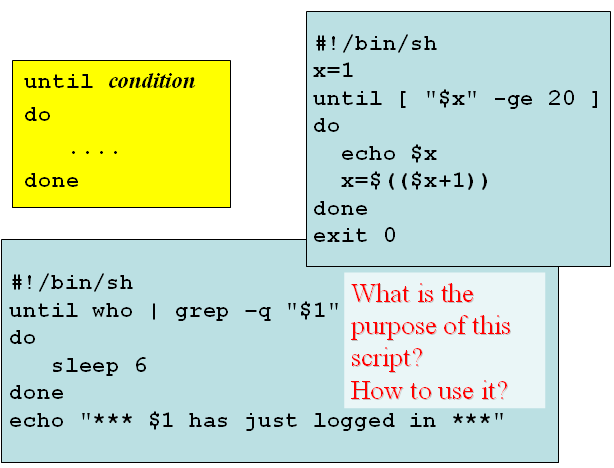 until condition
do
....
done
#!/bin/sh
x=1
until [ "$x" -ge 20 ]
do
echo $x
x=$(($x+1))
done
exit 0
#!/bin/sh
until who | grep –q "$1"
do
sleep 6
done
echo "*** $1 has just logged in ***"
What is the
purpose of this
script?
How to use it?